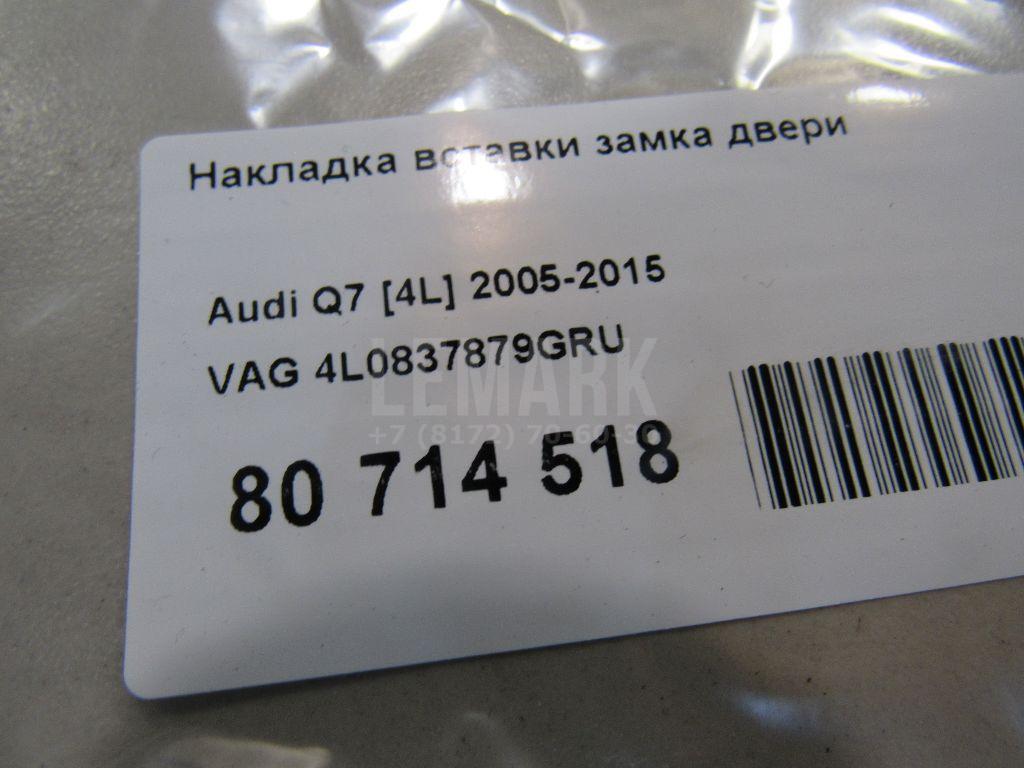 Накладка вставки замка двери
Audi Q7 [4L] 2005-2015
VAG 4L0837879GRU
LEMARK
80 714 518